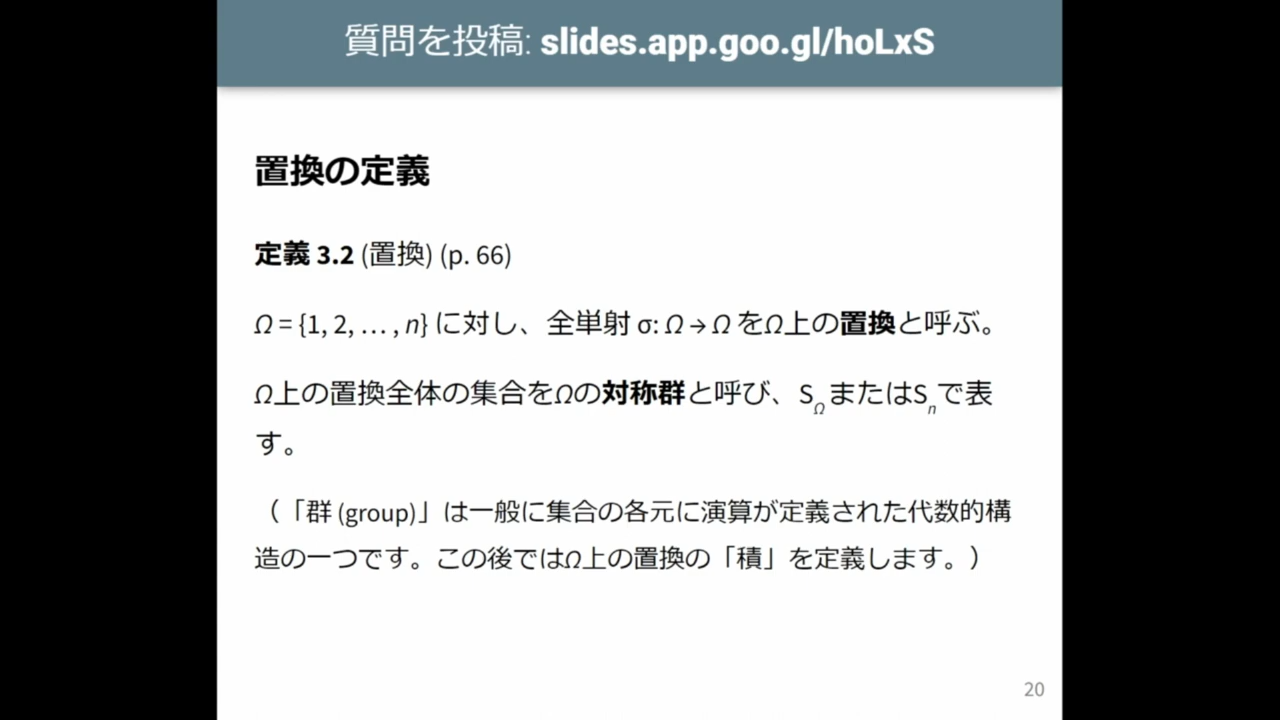 質問を投稿: slides.app.goo.gl/hoLxS
置換の定義
定義 3.2 (置換) (p. 66)
Ω = {1, 2, … , n} に対し、全単射 σ: Ω → Ω をΩ上の置換と呼ぶ。
Ω上の置換全体の集合をΩの対称群と呼び、SΩまたはSnで表
す。
（「群 (group)」は一般に集合の各元に演算が定義された代数的構
造の一つです。この後ではΩ上の置換の「積」を定義します。）
20